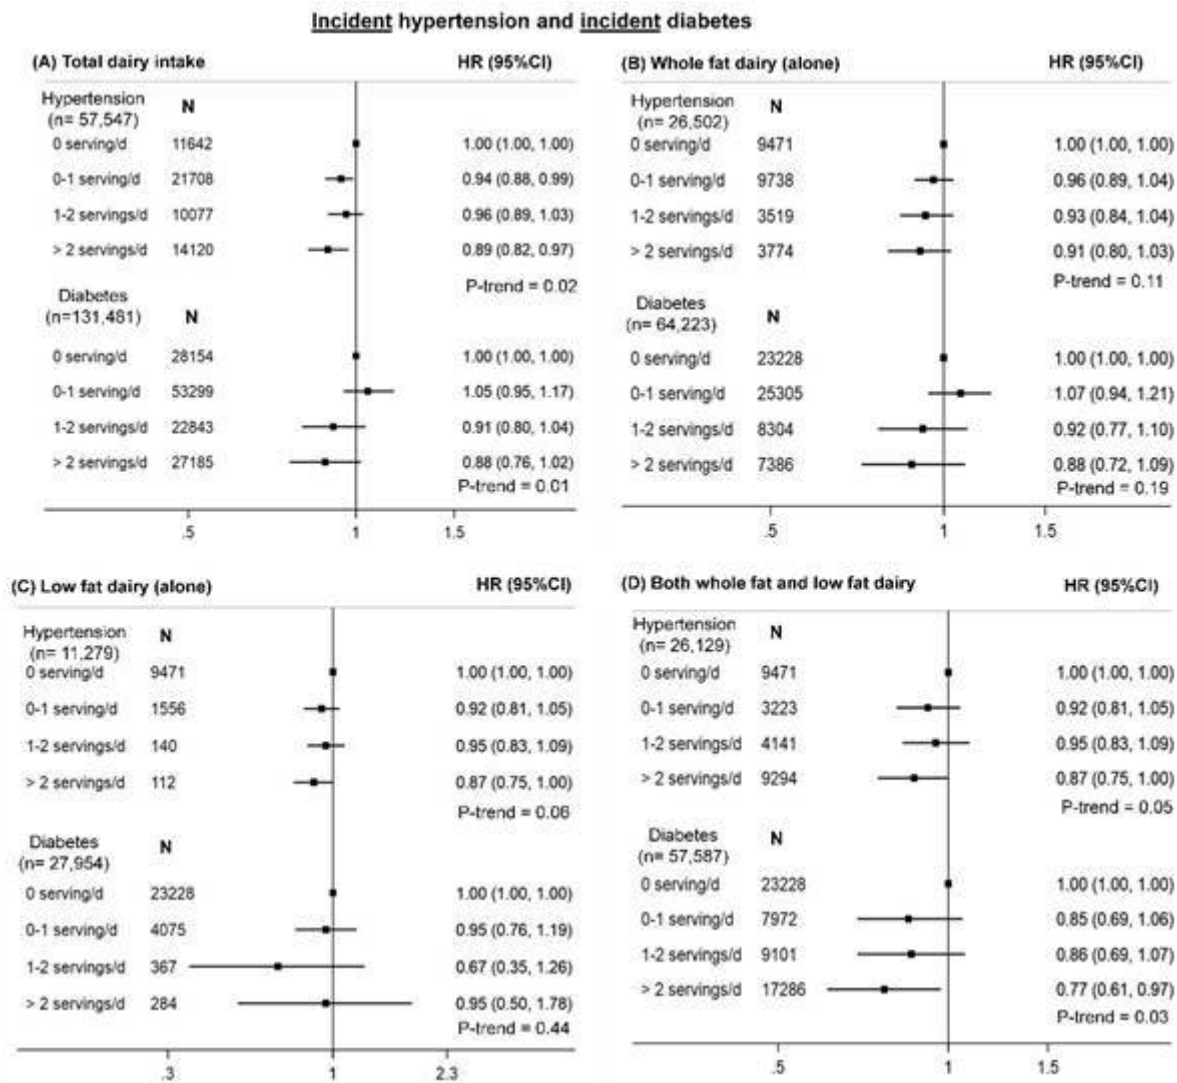 Incident hypertension and incident diabetes
(A) Total dairy intake HR (95%CI)
Hypertension N
(n= 57,547)
0 serving/d 11642 1.00 (1.00, 1.00)
0-1 serving/d 21708 0.94 (0.88, 0.99)
1-2 servings/d 10077 0.96 (0.89, 1.03)
> 2 servings/d 14120 0.89 (0.82, 0.97)
P-trend = 0.02
Diabetes
(n=131,481) N
0 serving/d 28154 1.00 (1.00, 1.00)
0-1 serving/d 53299 1.05 (0.95, 1.17)
1-2 servings/d 22843 0.91 (0.80, 1.04)
> 2 servings/d 27185 0.88 (0.76, 1.02)
P-trend = 0.01
.5 1 1.5
(B) Whole fat dairy (alone) HR (95%CI)
Hypertension N
(n= 26,502)
0 serving/d 9471 1.00 (1.00, 1.00)
0-1 serving/d 9738 0.96 (0.89, 1.04)
1-2 servings/d 3519 0.93 (0.84, 1.04)
> 2 servings/d 3774 0.91 (0.80, 1.03)
P-trend = 0.11
Diabetes N
(n= 64,223)
0 serving/d 23228 1.00 (1.00, 1.00)
0-1 serving/d 25305 1.07 (0.94, 1.21)
1-2 servings/d 8304 0.92 (0.77, 1.10)
> 2 servings/d 7386 0.88 (0.72, 1.09)
P-trend = 0.19
.5 1 1.5
(C) Low fat dairy (alone) HR (95%CI)
Hypertension N
(n= 11,279)
0 serving/d 9471 1.00 (1.00, 1.00)
0-1 serving/d 1556 0.92 (0.81, 1.05)
1-2 servings/d 140 0.95 (0.83, 1.09)
> 2 servings/d 112 0.87 (0.75, 1.00)
P-trend = 0.06
Diabetes N
(n= 27,954)
0 serving/d 23228 1.00 (1.00, 1.00)
0-1 serving/d 4075 0.95 (0.76, 1.19)
1-2 servings/d 367 0.67 (0.35, 1.26)
> 2 servings/d 284 0.95 (0.50, 1.78)
P-trend = 0.44
.3 1 2.3
(D) Both whole fat and low fat dairy HR (95%CI)
Hypertension N
(n= 26,129)
0 serving/d 9471 1.00 (1.00, 1.00)
0-1 serving/d 3223 0.92 (0.81, 1.05)
1-2 servings/d 4141 0.95 (0.83, 1.09)
> 2 servings/d 9294 0.87 (0.75, 1.00)
P-trend = 0.05
Diabetes N
(n= 57,587)
0 serving/d 23228 1.00 (1.00, 1.00)
0-1 serving/d 7972 0.85 (0.69, 1.06)
1-2 servings/d 9101 0.86 (0.69, 1.07)
> 2 servings/d 17286 0.77 (0.61, 0.97)
P-trend = 0.03
.5 1 1.5